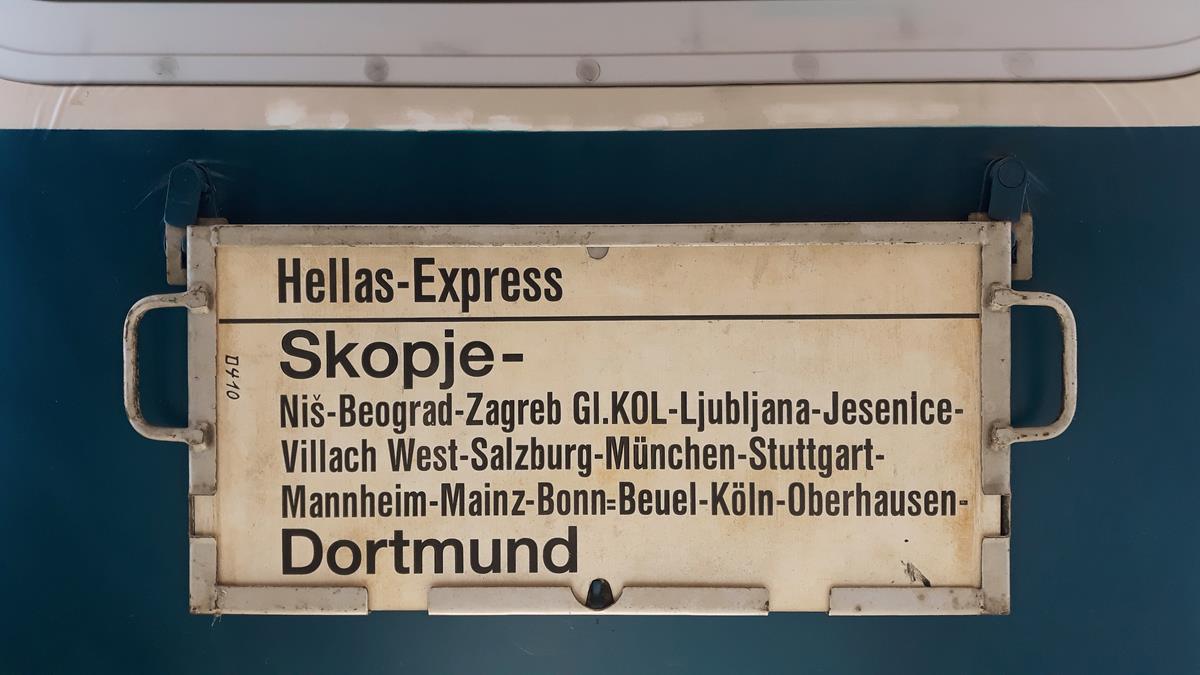 Hellas-Express
Skopje-
Niš-Beograd-Zagreb Gl.KOL-Ljubljana-Jesenice-
Villach West-Salzburg-München-Stuttgart-
Mannheim-Mainz-Bonn=Beuel-Köln-Oberhausen-
Dortmund